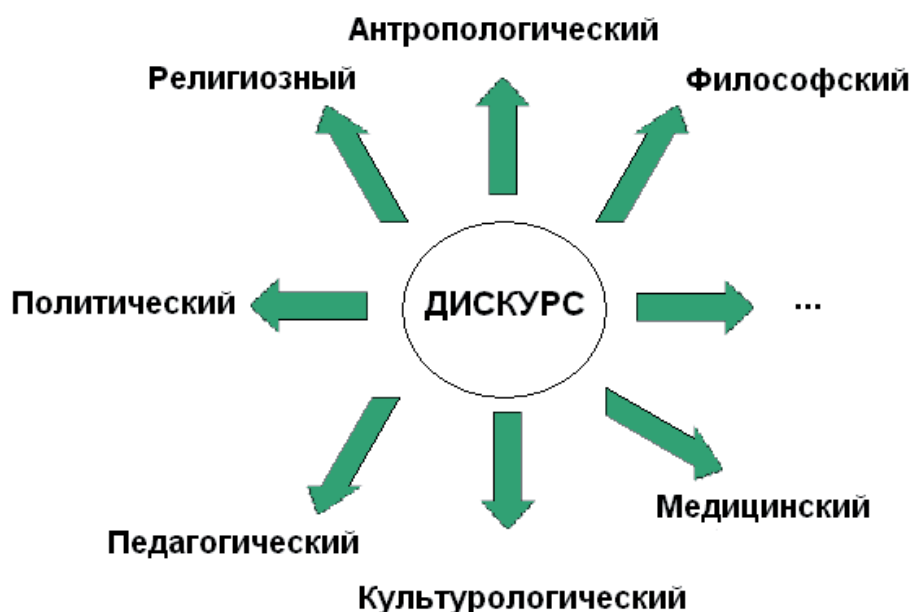 Антропологический
Религиозный
Философский
Политический
ДИСКУРС
...
Медицинский
Педагогический
Культурологический